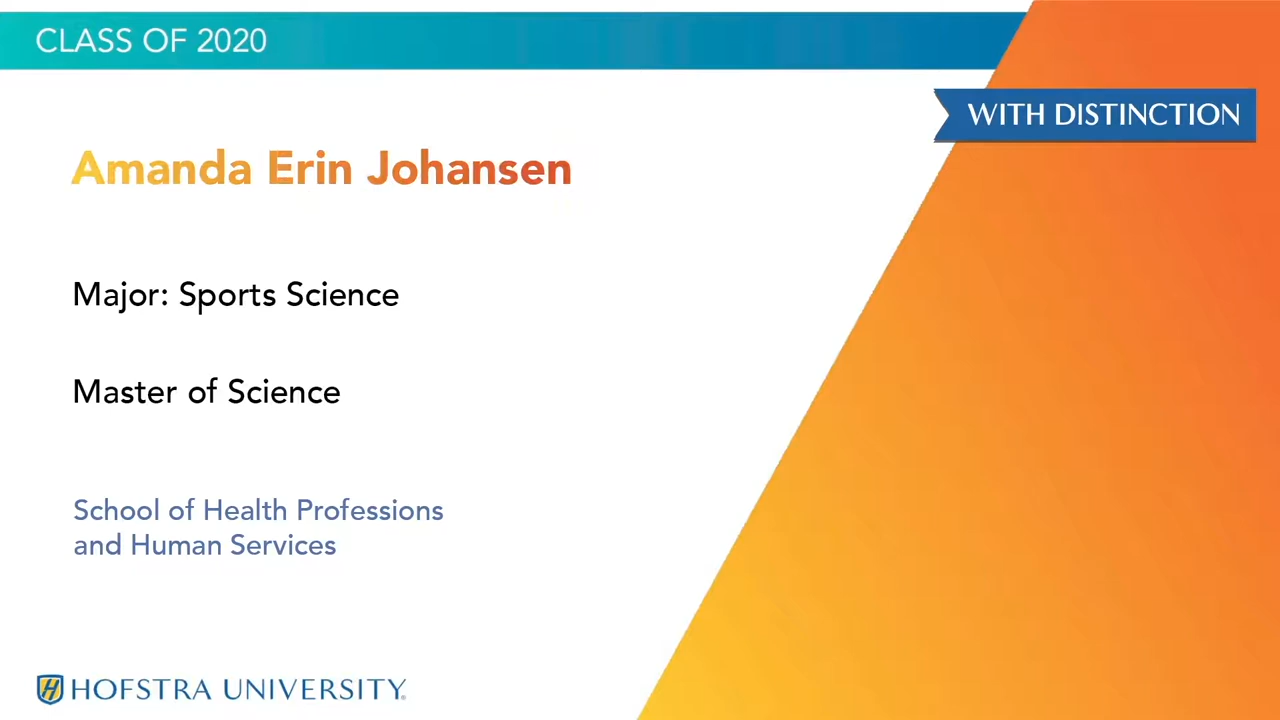 CLASS OF 2020
WITH DISTINCTION
Amanda Erin Johansen
Major: Sports Science
Master of Science
School of Health Professions
and Human Services
H HOFSTRA UNIVERSITY®